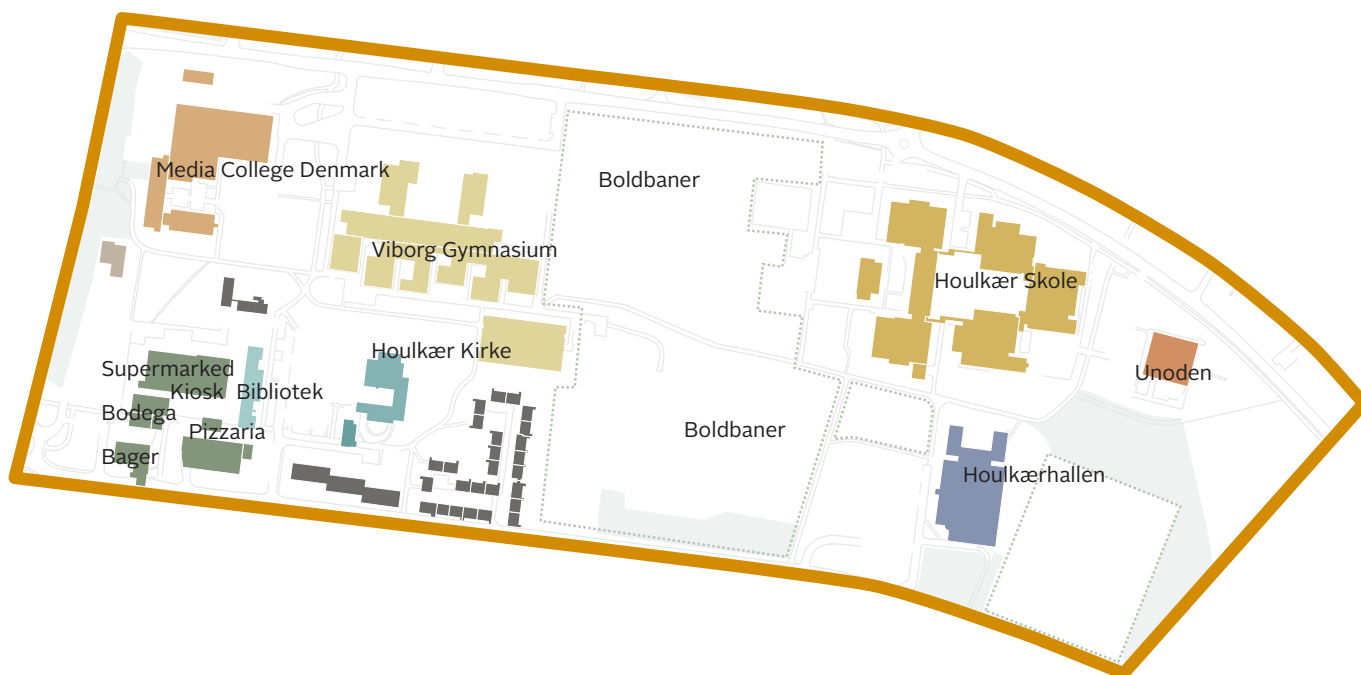 Media College Denmark
Boldbaner
Viborg Gymnasium
Houlkær Skole
Houlkær Kirke
Supermarked
Kiosk
Bibliotek
Unoden
Bodega
Pizzaria
Boldbaner
Bager
Houlkærhallen